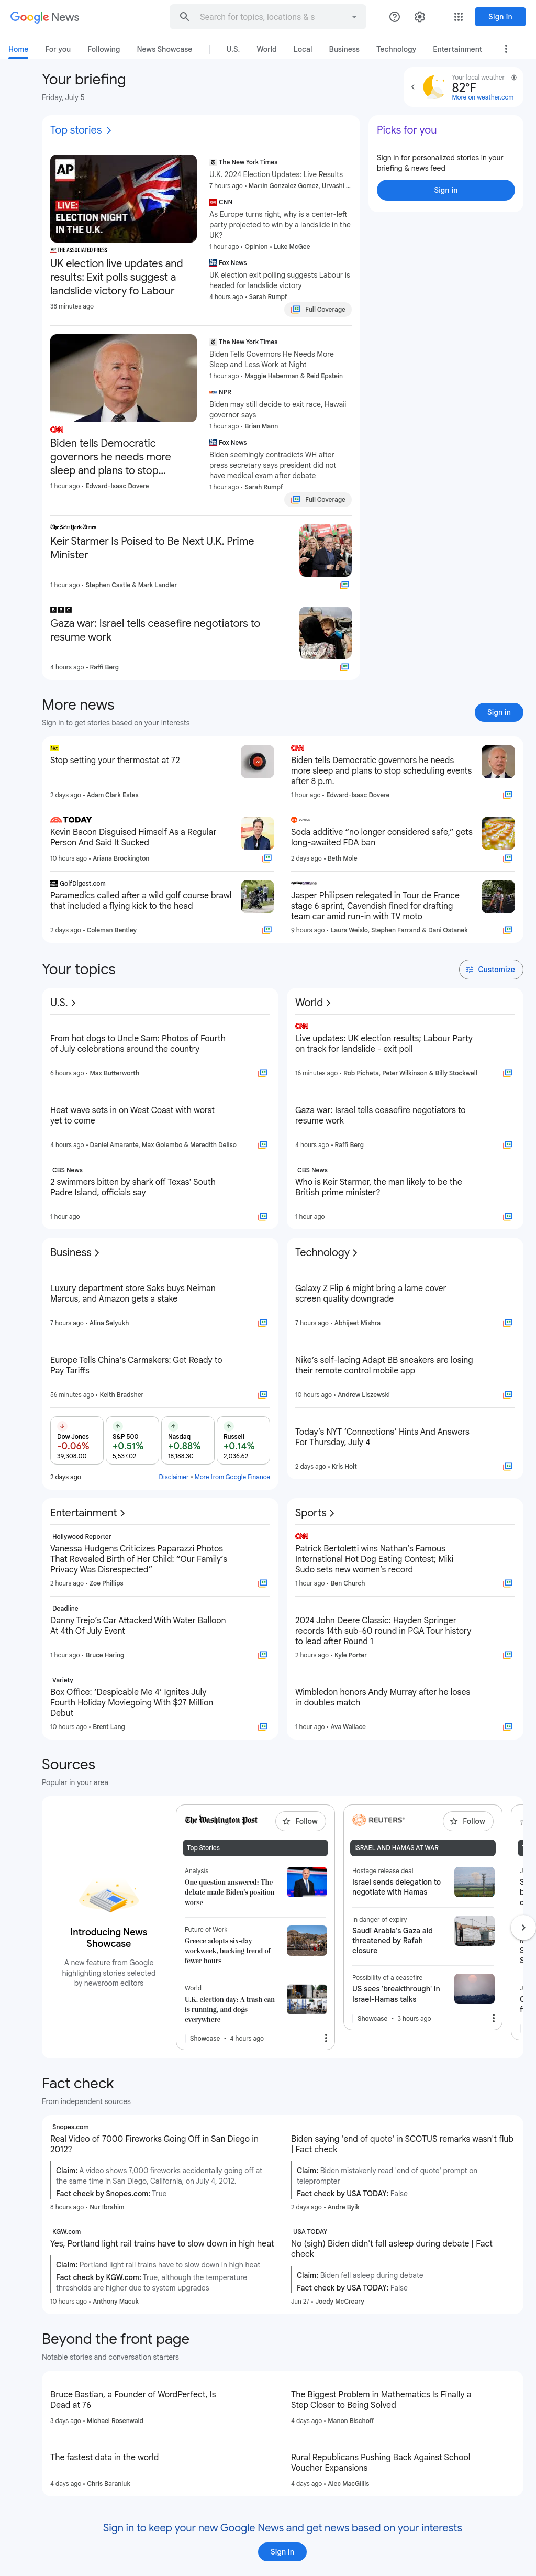 Google News
Search for topics, locations & s
Sign in
Home
For you
Following
News Showcase
U.S.
World
Local
Business
Technology
Entertainment
Your briefing
Friday, July 5
Your local weather
82°F
More on weather.com
Top stories
Picks for you
Sign in for personalized stories in your
briefing & news feed
Sign in
AP
LIVE:
ELECTION NIGHT
IN THE U.K.
AP THE ASSOCIATED PRESS
UK election live updates and
results: Exit polls suggest a
landslide victory fo Labour
38 minutes ago
The New York Times
U.K. 2024 Election Updates: Live Results
7 hours ago • Martín González Gómez, Urvashi ...
CNN
As Europe turns right, why is a center-left
party projected to win by a landslide in the
UK?
1 hour ago • Opinion • Luke McGee
Fox News
UK election exit polling suggests Labour is
headed for landslide victory
4 hours ago • Sarah Rumpf
Full Coverage
CNN
Biden tells Democratic
governors he needs more
sleep and plans to stop...
1 hour ago • Edward-Isaac Dovere
The New York Times
Biden Tells Governors He Needs More
Sleep and Less Work at Night
1 hour ago • Maggie Haberman & Reid Epstein
NPR
Biden may still decide to exit race, Hawaii
governor says
1 hour ago • Brian Mann
Fox News
Biden seemingly contradicts WH after
press secretary says president did not
have medical exam after debate
1 hour ago • Sarah Rumpf
Full Coverage
The New York Times
Keir Starmer Is Poised to Be Next U.K. Prime
Minister
1 hour ago • Stephen Castle & Mark Landler
BBC
Gaza war: Israel tells ceasefire negotiators to
resume work
4 hours ago • Raffi Berg
More news
Sign in to get stories based on your interests
Sign in
Stop setting your thermostat at 72
2 days ago • Adam Clark Estes
CNN
Biden tells Democratic governors he needs
more sleep and plans to stop scheduling events
after 8 p.m.
1 hour ago • Edward-Isaac Dovere
TODAY
Kevin Bacon Disguised Himself As a Regular
Person And Said It Sucked
10 hours ago • Ariana Brockington
Soda additive “no longer considered safe,” gets
long-awaited FDA ban
2 days ago • Beth Mole
GolfDigest.com
Paramedics called after a wild golf course brawl
that included a flying kick to the head
2 days ago • Coleman Bentley
Jasper Philipsen relegated in Tour de France
stage 6 sprint, Cavendish fined for drafting
team car amid run-in with TV moto
9 hours ago • Laura Weislo, Stephen Farrand & Dani Ostanek
Your topics
Customize
U.S.
From hot dogs to Uncle Sam: Photos of Fourth
of July celebrations around the country
6 hours ago • Max Butterworth
Heat wave sets in on West Coast with worst
yet to come
4 hours ago • Daniel Amarante, Max Golembo & Meredith Deliso
CBS News
2 swimmers bitten by shark off Texas' South
Padre Island, officials say
1 hour ago
World
CNN
Live updates: UK election results; Labour Party
on track for landslide - exit poll
16 minutes ago • Rob Picheta, Peter Wilkinson & Billy Stockwell
Gaza war: Israel tells ceasefire negotiators to
resume work
4 hours ago • Raffi Berg
CBS News
Who is Keir Starmer, the man likely to be the
British prime minister?
1 hour ago
Business
Luxury department store Saks buys Neiman
Marcus, and Amazon gets a stake
7 hours ago • Alina Selyukh
Europe Tells China's Carmakers: Get Ready to
Pay Tariffs
56 minutes ago • Keith Bradsher
Dow Jones
-0.06%
39,308.00
S&P 500
+0.51%
5,537.02
Nasdaq
+0.88%
18,188.30
Russell
+0.14%
2,036.62
2 days ago
Disclaimer • More from Google Finance
Technology
Galaxy Z Flip 6 might bring a lame cover
screen quality downgrade
7 hours ago • Abhijeet Mishra
Nike’s self-lacing Adapt BB sneakers are losing
their remote control mobile app
10 hours ago • Andrew Liszewski
Today’s NYT ‘Connections’ Hints And Answers
For Thursday, July 4
2 days ago • Kris Holt
Entertainment
Hollywood Reporter
Vanessa Hudgens Criticizes Paparazzi Photos
That Revealed Birth of Her Child: “Our Family’s
Privacy Was Disrespected”
2 hours ago • Zoe Phillips
Deadline
Danny Trejo’s Car Attacked With Water Balloon
At 4th Of July Event
1 hour ago • Bruce Haring
Variety
Box Office: ‘Despicable Me 4’ Ignites July
Fourth Holiday Moviegoing With $27 Million
Debut
10 hours ago • Brent Lang
Sports
CNN
Patrick Bertoletti wins Nathan’s Famous
International Hot Dog Eating Contest; Miki
Sudo sets new women’s record
1 hour ago • Ben Church
2024 John Deere Classic: Hayden Springer
records 14th sub-60 round in PGA Tour history
to lead after Round 1
2 hours ago • Kyle Porter
Wimbledon honors Andy Murray after he loses
in doubles match
1 hour ago • Ava Wallace
Sources
Popular in your area
Introducing News
Showcase
A new feature from Google
highlighting stories selected
by newsroom editors
The Washington Post
Follow
Top Stories
Analysis
One question answered: The
debate made Biden's position
worse
Future of Work
Greece adopts six-day
workweek, bucking trend of
fewer hours
World
U.K. election day: A trash can
is running, and dogs
everywhere
Showcase • 4 hours ago
REUTERS
Follow
ISRAEL AND HAMAS AT WAR
Hostage release deal
Israel sends delegation to
negotiate with Hamas
In danger of expiry
Saudi Arabia's Gaza aid
threatened by Rafah
closure
Possibility of a ceasefire
US sees 'breakthrough' in
Israel-Hamas talks
Showcase • 3 hours ago
Fact check
From independent sources
Snopes.com
Real Video of 7000 Fireworks Going Off in San Diego in
2012?
Claim: A video shows 7,000 fireworks accidentally going off at
the same time in San Diego, California, on July 4, 2012.
Fact check by Snopes.com: True
8 hours ago • Nur Ibrahim
Biden saying 'end of quote' in SCOTUS remarks wasn't flub
| Fact check
Claim: Biden mistakenly read 'end of quote' prompt on
teleprompter
Fact check by USA TODAY: False
2 days ago • Andre Byik
KGW.com
Yes, Portland light rail trains have to slow down in high heat
Claim: Portland light rail trains have to slow down in high heat
Fact check by KGW.com: True, although the temperature
thresholds are higher due to system upgrades
10 hours ago • Anthony Macuk
USA TODAY
No (sigh) Biden didn't fall asleep during debate | Fact
check
Claim: Biden fell asleep during debate
Fact check by USA TODAY: False
Jun 27 • Joedy McCreary
Beyond the front page
Notable stories and conversation starters
Bruce Bastian, a Founder of WordPerfect, Is
Dead at 76
3 days ago • Michael Rosenwald
The Biggest Problem in Mathematics Is Finally a
Step Closer to Being Solved
4 days ago • Manon Bischoff
The fastest data in the world
4 days ago • Chris Baraniuk
Rural Republicans Pushing Back Against School
Voucher Expansions
4 days ago • Alec MacGillis
Sign in to keep your new Google News and get news based on your interests
Sign in